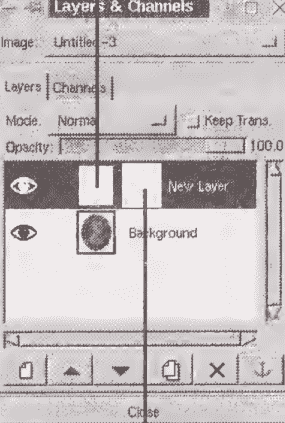 Layers & Channels
Image: Untitled-3
Layers Channels
Mode: Normal Keep Trans.
Opacity: 100.0
New Layer
Background
Close